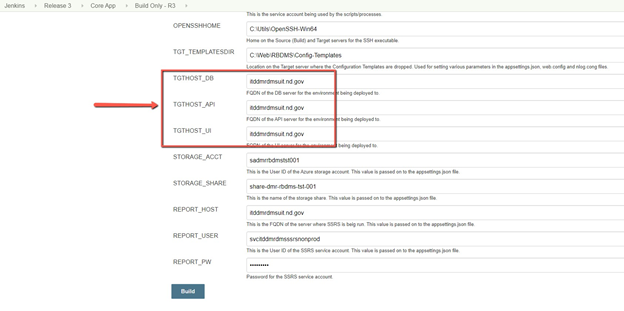 Jenkins › Release 3 › Core App › Build Only - R3 ›
This is the service account being used by the scripts/processes.
OPENSSHHOME C:\Utils\OpenSSH-Win64
Home on the Source (Build) and Target servers for the SSH executable.
TGT_TEMPLATESDIR C:\Web\RBDMS\Config-Templates
Location on the Target server where the Configuration Templates are dropped. Used for setting various parameters in the appsettings.json, web.config and nlog.config files.
TGTHOST_DB itddmrdmsuit.nd.gov
FQDN of the DB server for the environment being deployed to.
TGTHOST_API itddmrdmsuit.nd.gov
FQDN of the API server for the environment being deployed to.
TGTHOST_UI itddmrdmsuit.nd.gov
FQDN of the UI server for the environment being deployed to.
STORAGE_ACCT sadmrrbdmstst001
This is the User ID of the Azure storage account. This value is passed on to the appsettings.json file.
STORAGE_SHARE share-dmr-rbdms-tst-001
This is the name of the storage share. This value is passed on to the appsettings.json file.
REPORT_HOST itddmrdmsuit.nd.gov
This is the FQDN of the server where SSRS is beig run. This value is passed on to the appsettings.json file.
REPORT_USER svcitddmrdmsssrsnonprod
This is the User ID of the SSRS service account. This value is passed on to the appsettings.json file.
REPORT_PW •••••••••
Password for the SSRS service account.
Build